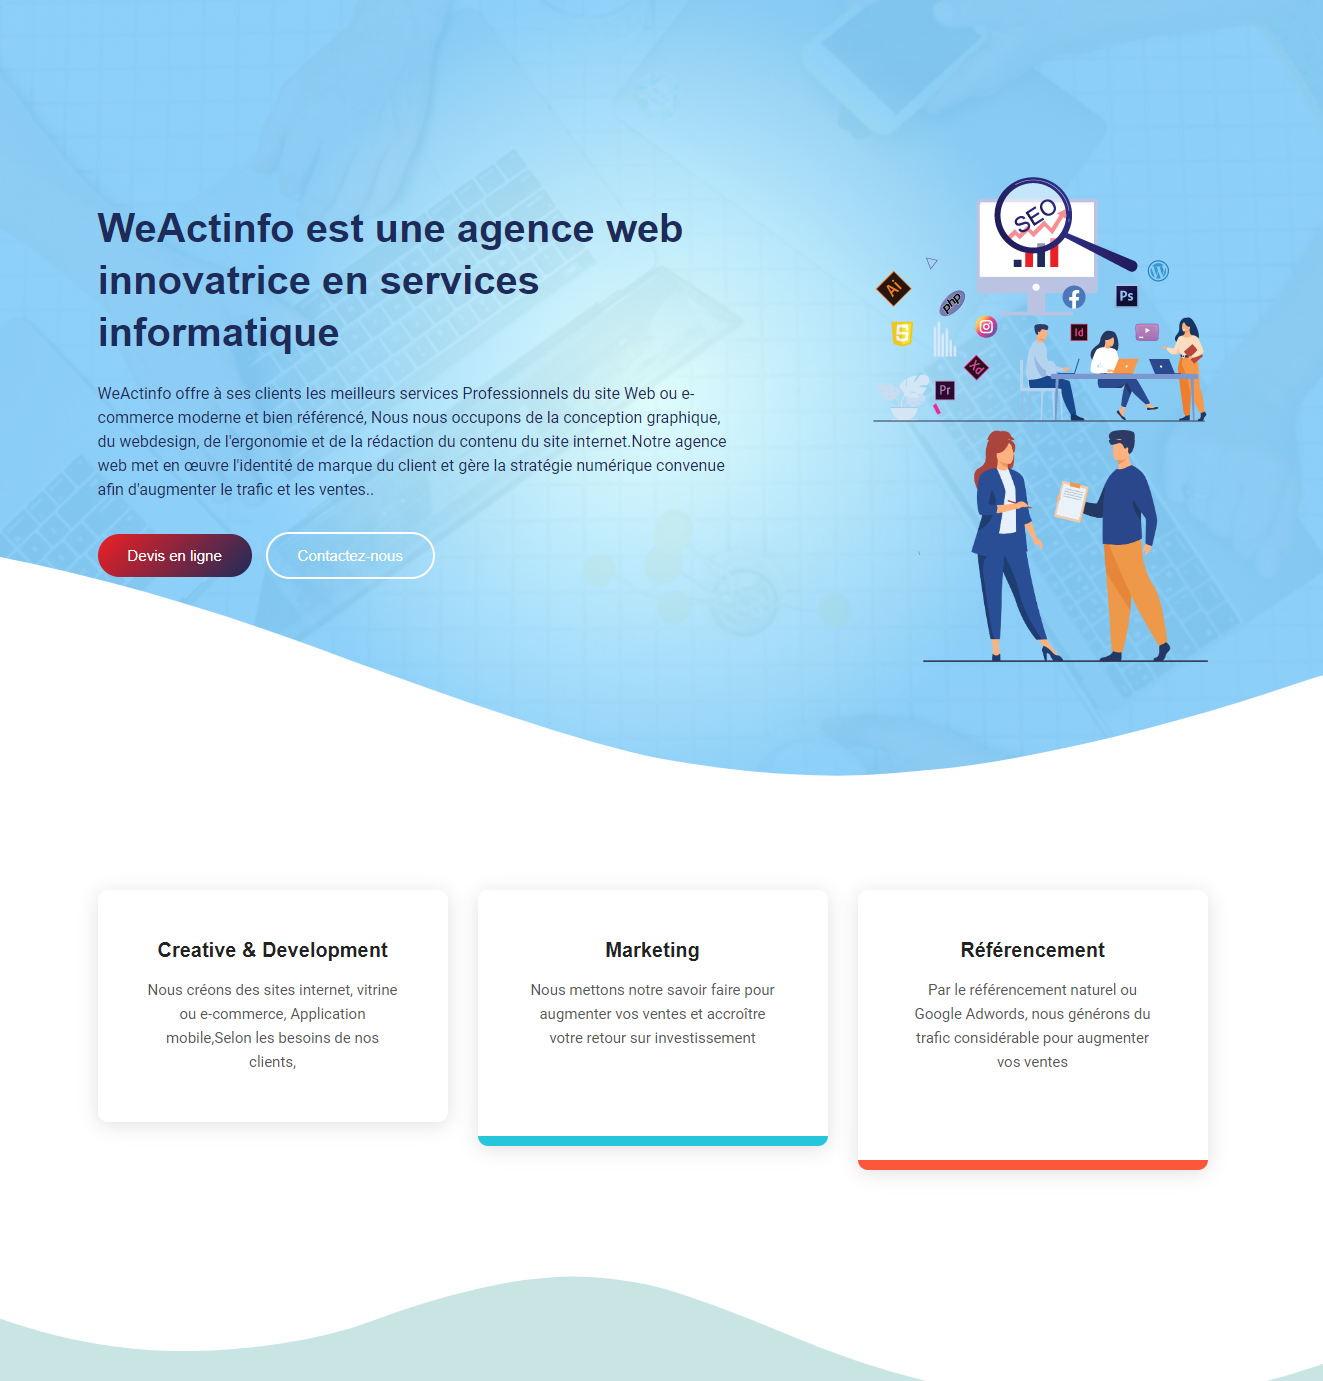 WeActinfo est une agence web
innovatrice en services
informatique
WeActinfo offre à ses clients les meilleurs services Professionnels du site Web ou e-
commerce moderne et bien référencé, Nous nous occupons de la conception graphique,
du webdesign, de l'ergonomie et de la rédaction du contenu du site internet.Notre agence
web met en œuvre l'identité de marque du client et gère la stratégie numérique convenue
afin d'augmenter le trafic et les ventes..
Devis en ligne
Contactez-nous
SEO
Ai
php
Ps
Id
Xd
Pr
Creative & Development
Nous créons des sites internet, vitrine
ou e-commerce, Application
mobile,Selon les besoins de nos
clients,
Marketing
Nous mettons notre savoir faire pour
augmenter vos ventes et accroître
votre retour sur investissement
Référencement
Par le référencement naturel ou
Google Adwords, nous générons du
trafic considérable pour augmenter
vos ventes